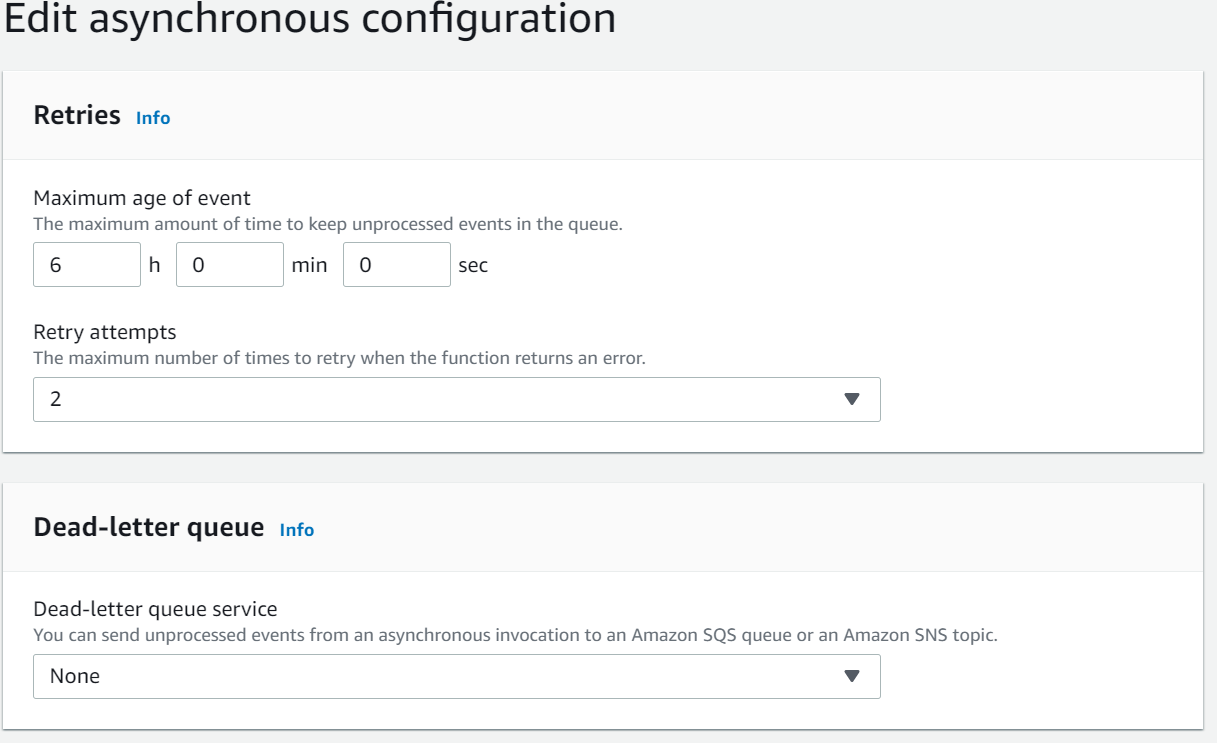 Edit asynchronous configuration
Retries Info
Maximum age of event
The maximum amount of time to keep unprocessed events in the queue.
6 h 0 min 0 sec
Retry attempts
The maximum number of times to retry when the function returns an error.
2
Dead-letter queue Info
Dead-letter queue service
You can send unprocessed events from an asynchronous invocation to an Amazon SQS queue or an Amazon SNS topic.
None